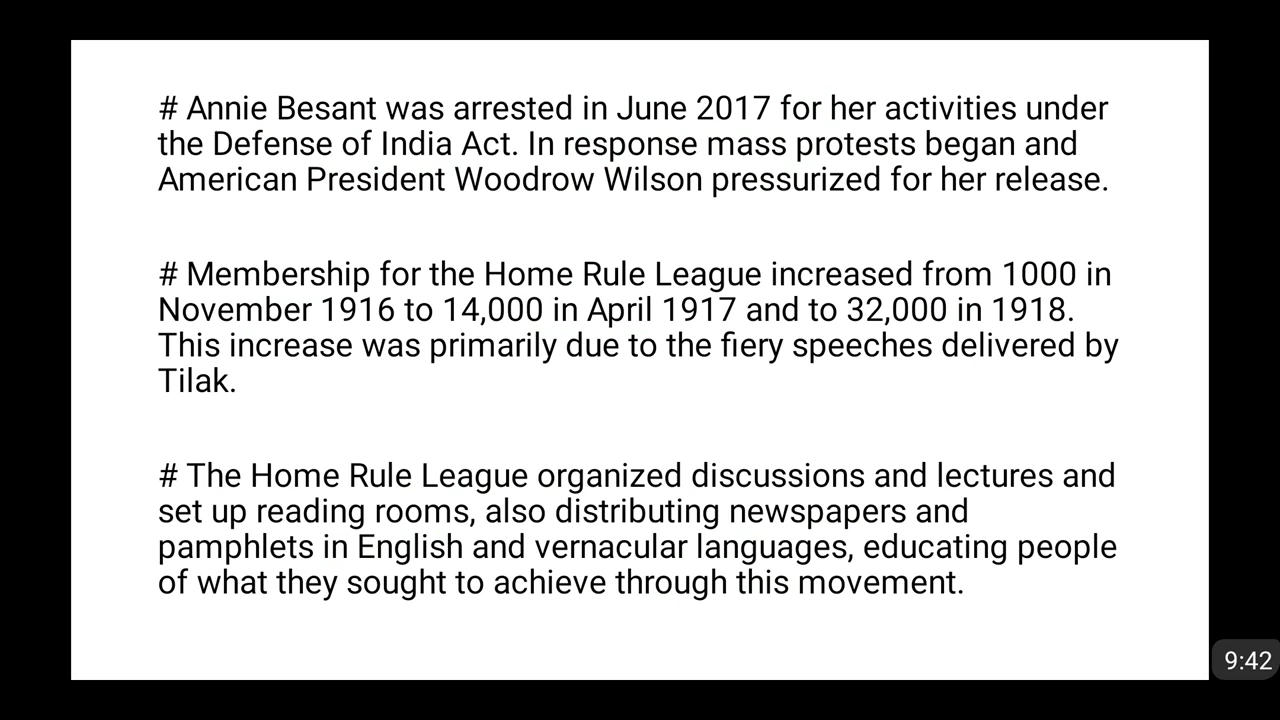 # Annie Besant was arrested in June 2017 for her activities under
the Defense of India Act. In response mass protests began and
American President Woodrow Wilson pressurized for her release.
# Membership for the Home Rule League increased from 1000 in
November 1916 to 14,000 in April 1917 and to 32,000 in 1918.
This increase was primarily due to the fiery speeches delivered by
Tilak.
# The Home Rule League organized discussions and lectures and
set up reading rooms, also distributing newspapers and
pamphlets in English and vernacular languages, educating people
of what they sought to achieve through this movement.
9:42